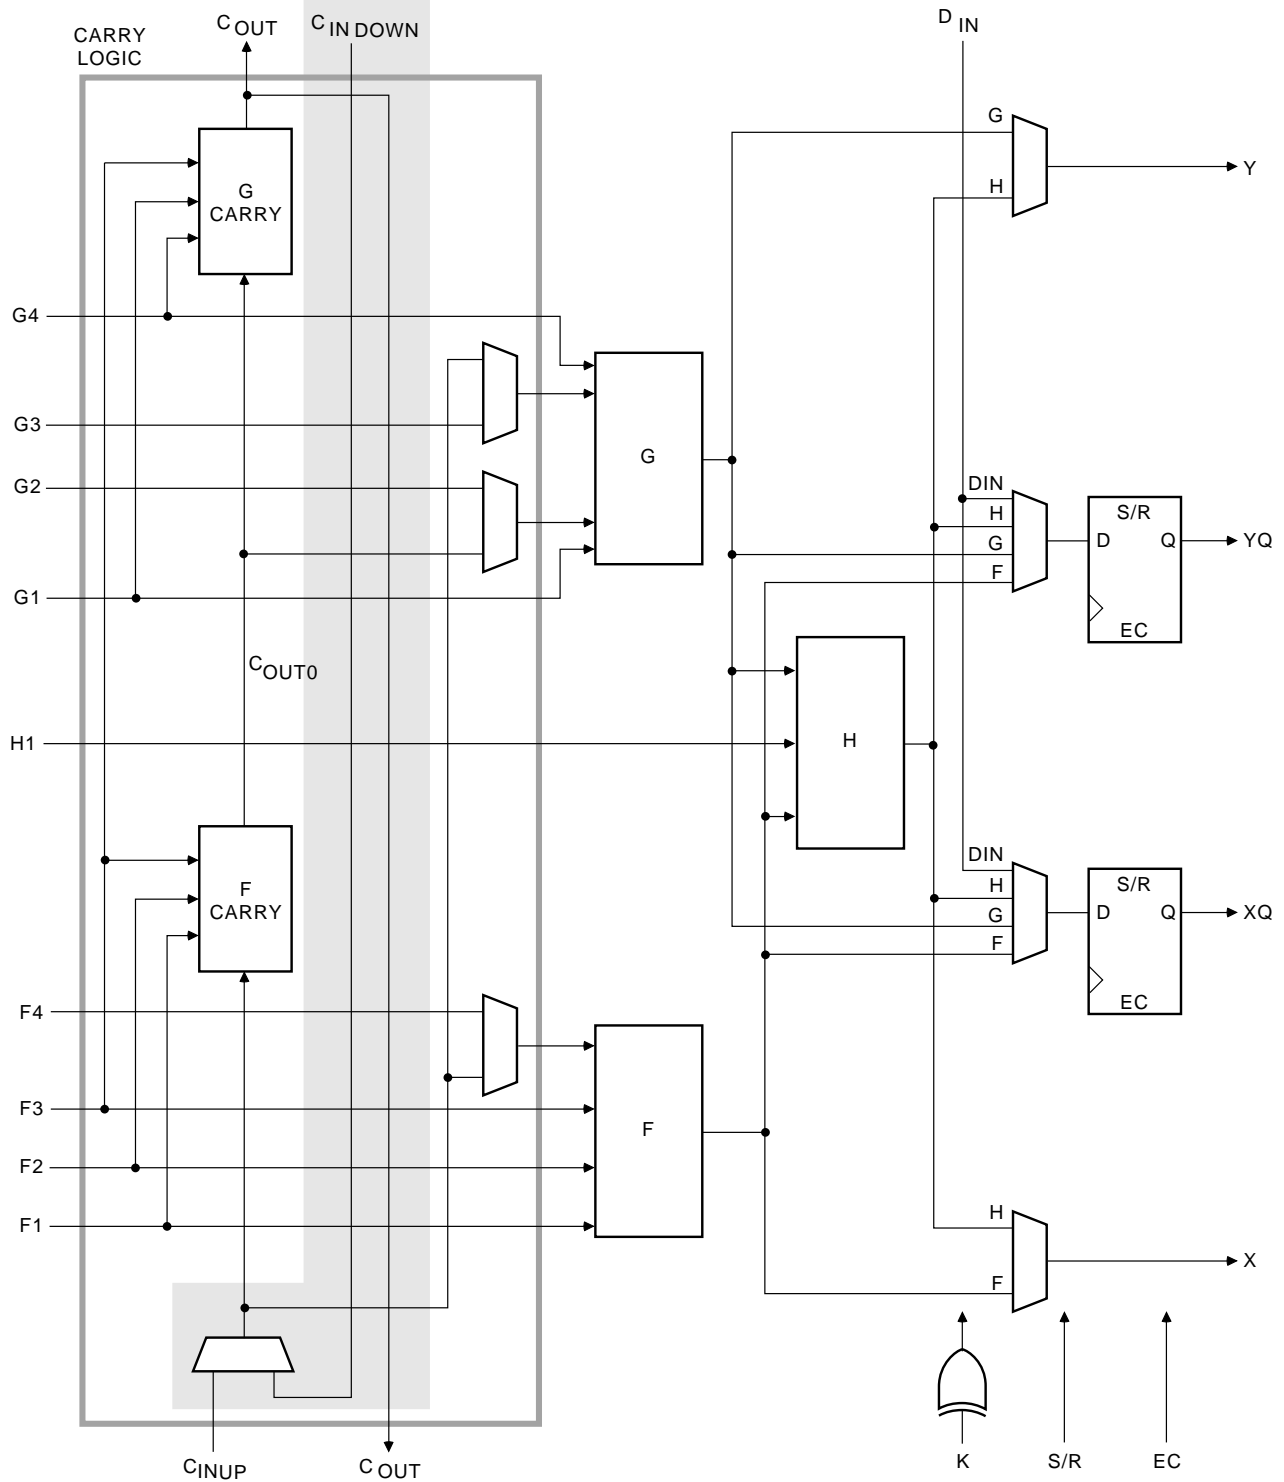 C OUT
C IN DOWN
D IN
CARRY
LOGIC
G
G
CARRY
H
Y
G4
G3
G
G2
DIN
S/R
H
D
Q
YQ
G
F
G1
EC
C OUT0
H1
H
DIN
S/R
F
CARRY
H
D
Q
XQ
G
F
F4
EC
F3
F
F2
F1
H
X
F
C INUP
C OUT
K
S/R
EC